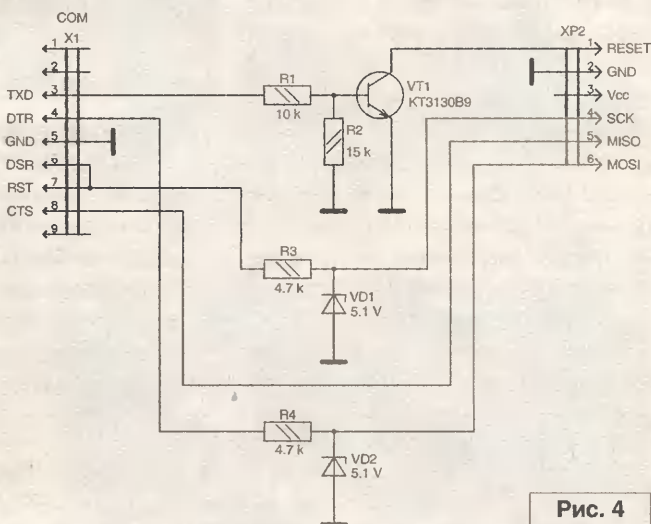 COM
X1
1
2
TXD 3
DTR 4
GND 5
DSR 6
RST 7
CTS 8
9
R1
10 k
R2
15 k
VT1
КТ3130Б9
R3
4.7 k
VD1
5.1 V
R4
4.7 k
VD2
5.1 V
XP2
1 RESET
2 GND
3 Vcc
4 SCK
5 MISO
6 MOSI
Рис. 4